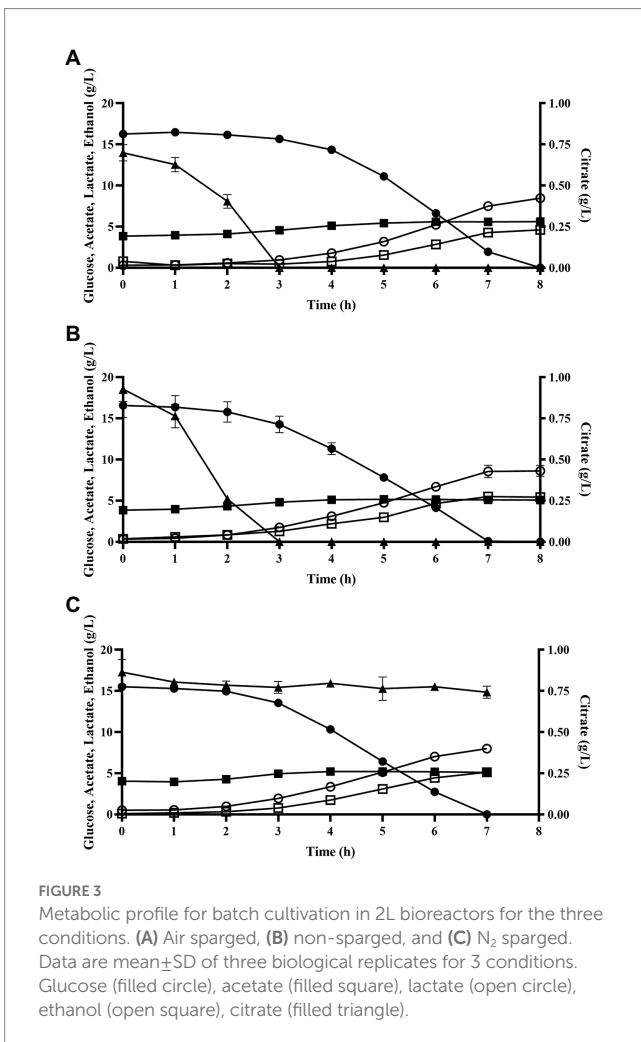 A
Glucose, Acetate, Lactate, Ethanol (g/L)
20
15
10
5
0
1.00
0.75
0.50
0.25
0.00
Citrate (g/L)
0 1 2 3 4 5 6 7 8
Time (h)
B
Glucose, Acetate, Lactate, Ethanol (g/L)
20
15
10
5
0
1.00
0.75
0.50
0.25
0.00
Citrate (g/L)
0 1 2 3 4 5 6 7 8
Time (h)
C
Glucose, Acetate, Lactate, Ethanol (g/L)
20
15
10
5
0
1.00
0.75
0.50
0.25
0.00
Citrate (g/L)
0 1 2 3 4 5 6 7 8
Time (h)
FIGURE 3
Metabolic profile for batch cultivation in 2L bioreactors for the three
conditions. (A) Air sparged, (B) non-sparged, and (C) N₂ sparged.
Data are mean±SD of three biological replicates for 3 conditions.
Glucose (filled circle), acetate (filled square), lactate (open circle),
ethanol (open square), citrate (filled triangle).